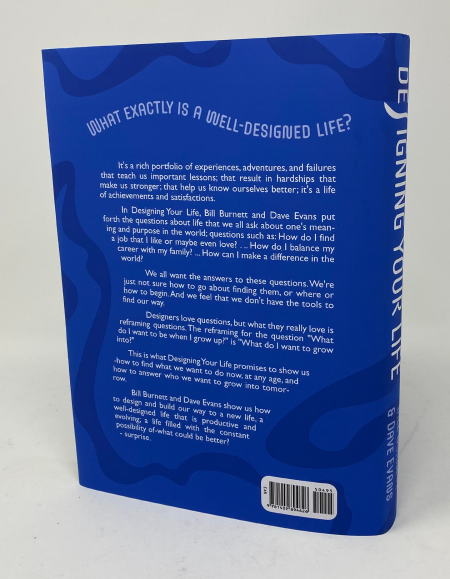 WHAT EXACTLY IS A WELL-DESIGNED LIFE?
It's a rich portfolio of experiences, adventures, and failures
that teach us important lessons; that result in hardships that
make us stronger; that help us know ourselves better; it's a life
of achievements and satisfactions.
In Designing Your Life, Bill Burnett and Dave Evans put
forth the questions about life that we all ask about one's mean-
ing and purpose in the world; questions such as: How do I find
a job that I like or maybe even love? . .. How do I balance my
career with my family? ... How can I make a difference in the
world?
We all want the answers to these questions. We're
just not sure how to go about finding them, or where or
how to begin. And we feel that we don't have the tools to
find our way.
Designers love questions, but what they really love is
reframing questions. The reframing for the question "What
do I want to be when I grow up?" is "What do I want to grow
into?"
This is what Designing Your Life promises to show us
-how to find what we want to do now, at any age, and
how to answer who we want to grow into tomor-
row.
Bill Burnett and Dave Evans show us how
to design and build our way to a new life, a
well-designed life that is productive and
evolving; a life filled with the constant
possibility of-what could be better?
- surprise.
DESIGNING YOUR LIFE
& DAVE EVANS